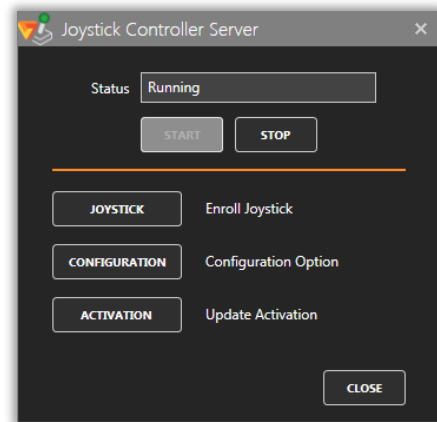 Joystick Controller Server
Status Running
START STOP
JOYSTICK Enroll Joystick
CONFIGURATION Configuration Option
ACTIVATION Update Activation
CLOSE